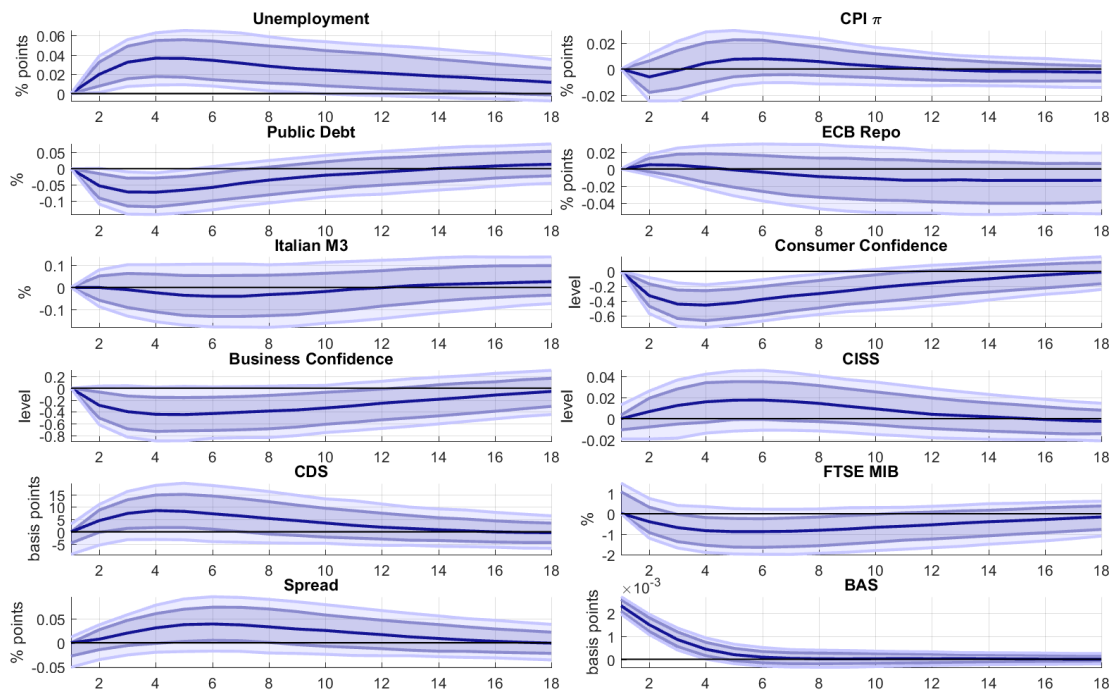 Unemployment
% points
0.06
0.04
0.02
0
2 4 6 8 10 12 14 16 18
CPI π
% points
0.02
0
-0.02
2 4 6 8 10 12 14 16 18
Public Debt
%
0.05
0
-0.05
-0.1
2 4 6 8 10 12 14 16 18
ECB Repo
% points
0.02
0
-0.02
-0.04
2 4 6 8 10 12 14 16 18
Italian M3
%
0.1
0
-0.1
2 4 6 8 10 12 14 16 18
Consumer Confidence
level
0
-0.2
-0.4
-0.6
2 4 6 8 10 12 14 16 18
Business Confidence
level
0.2
0
-0.2
-0.4
-0.6
-0.8
2 4 6 8 10 12 14 16 18
CISS
level
0.04
0.02
0
-0.02
2 4 6 8 10 12 14 16 18
CDS
basis points
15
10
5
0
-5
2 4 6 8 10 12 14 16 18
FTSE MIB
%
1
0
-1
-2
2 4 6 8 10 12 14 16 18
Spread
% points
0.05
0
-0.05
2 4 6 8 10 12 14 16 18
BAS
×10⁻³
basis points
2
1
0
2 4 6 8 10 12 14 16 18